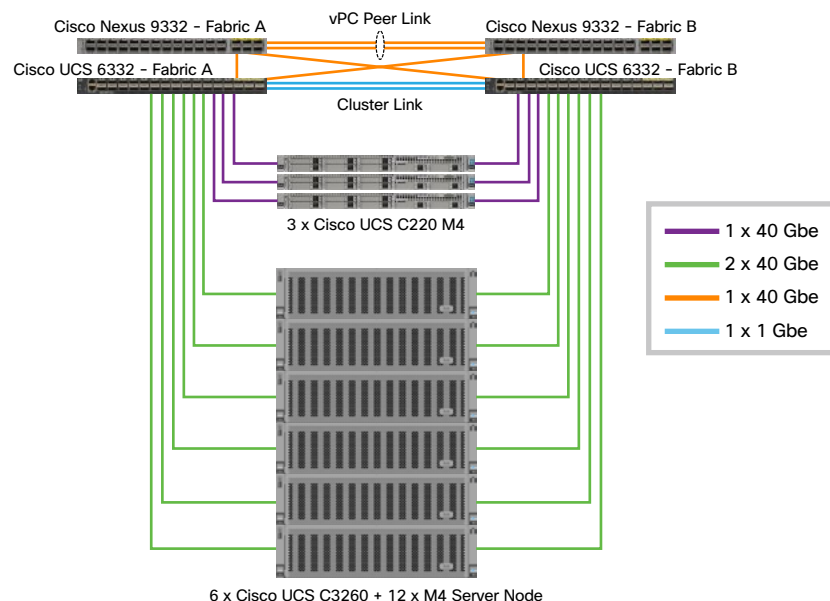 vPC Peer Link
Cisco Nexus 9332 - Fabric A
Cisco Nexus 9332 - Fabric B
Cisco UCS 6332 - Fabric A
Cisco UCS 6332 - Fabric B
Cluster Link
3 x Cisco UCS C220 M4
1 x 40 Gbe
2 x 40 Gbe
1 x 40 Gbe
1 x 1 Gbe
6 x Cisco UCS C3260 + 12 x M4 Server Node